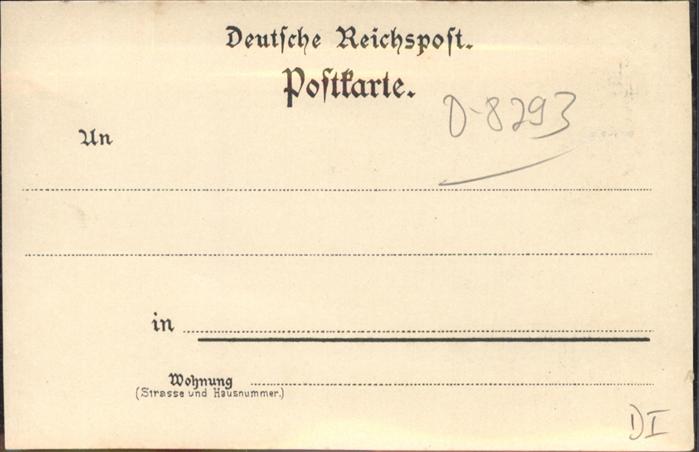 Deutsche Reichspost.
Postkarte.
D-8293
An
in
Wohnung
(Strasse und Hausnummer.)
DI